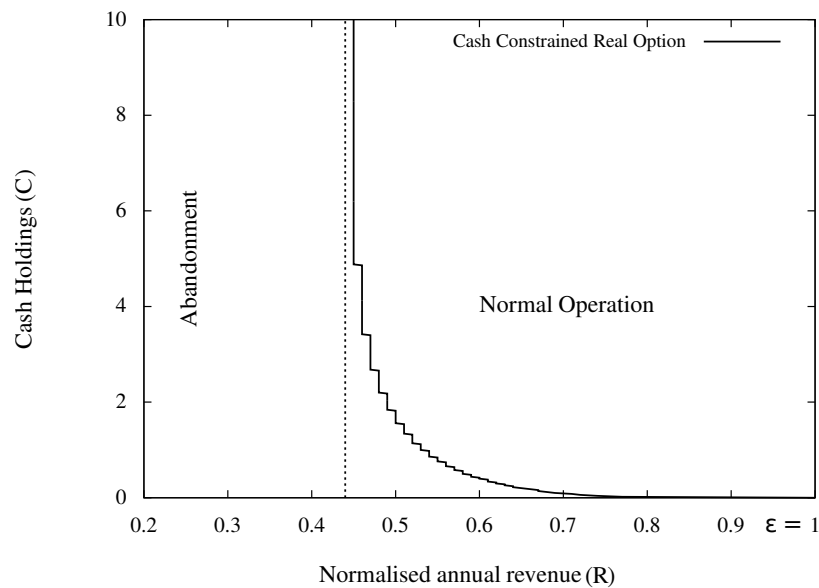 10
Cash Constrained Real Option
8
6
4
2
0
Cash Holdings (C)
Abandonment
Normal Operation
0.2 0.3 0.4 0.5 0.6 0.7 0.8 0.9 ε = 1
Normalised annual revenue (R)